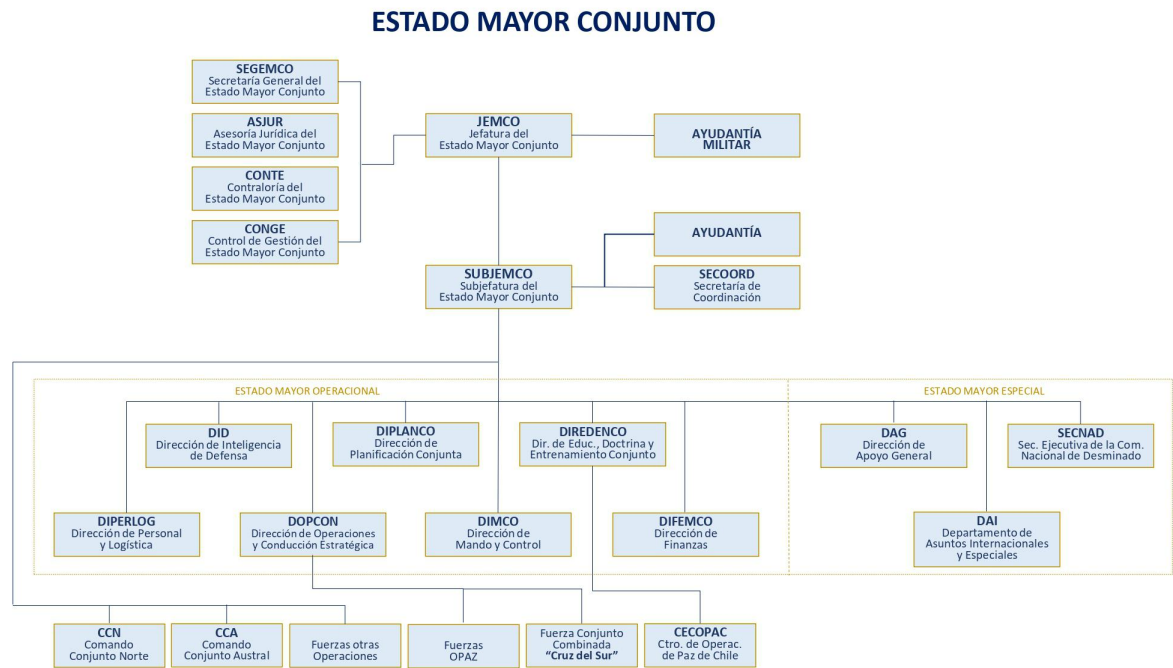 ESTADO MAYOR CONJUNTO
SEGEMCO
Secretaría General del
Estado Mayor Conjunto
ASJUR
Asesoría Jurídica del
Estado Mayor Conjunto
CONTE
Contraloría del
Estado Mayor Conjunto
CONGE
Control de Gestión del
Estado Mayor Conjunto
JEMCO
Jefatura del
Estado Mayor Conjunto
AYUDANTÍA
MILITAR
AYUDANTÍA
SUBJEMCO
Subjefatura del
Estado Mayor Conjunto
SECOORD
Secretaría de
Coordinación
ESTADO MAYOR OPERACIONAL
ESTADO MAYOR ESPECIAL
DID
Dirección de Inteligencia
de Defensa
DIPLANCO
Dirección de
Planificación Conjunta
DIREDENCO
Dir. de Educ., Doctrina y
Entrenamiento Conjunto
DAG
Dirección de
Apoyo General
SECNAD
Sec. Ejecutiva de la Com.
Nacional de Desminado
DIPERLOG
Dirección de Personal
y Logística
DOPCON
Dirección de Operaciones
y Conducción Estratégica
DIMCO
Dirección de
Mando y Control
DIFEMCO
Dirección de
Finanzas
DAI
Departamento de
Asuntos Internacionales
y Especiales
CCN
Comando
Conjunto Norte
CCA
Comando
Conjunto Austral
Fuerzas otras
Operaciones
Fuerzas
OPAZ
Fuerza Conjunto
Combinada
“Cruz del Sur”
CECOPAC
Ctro. de Operac.
de Paz de Chile